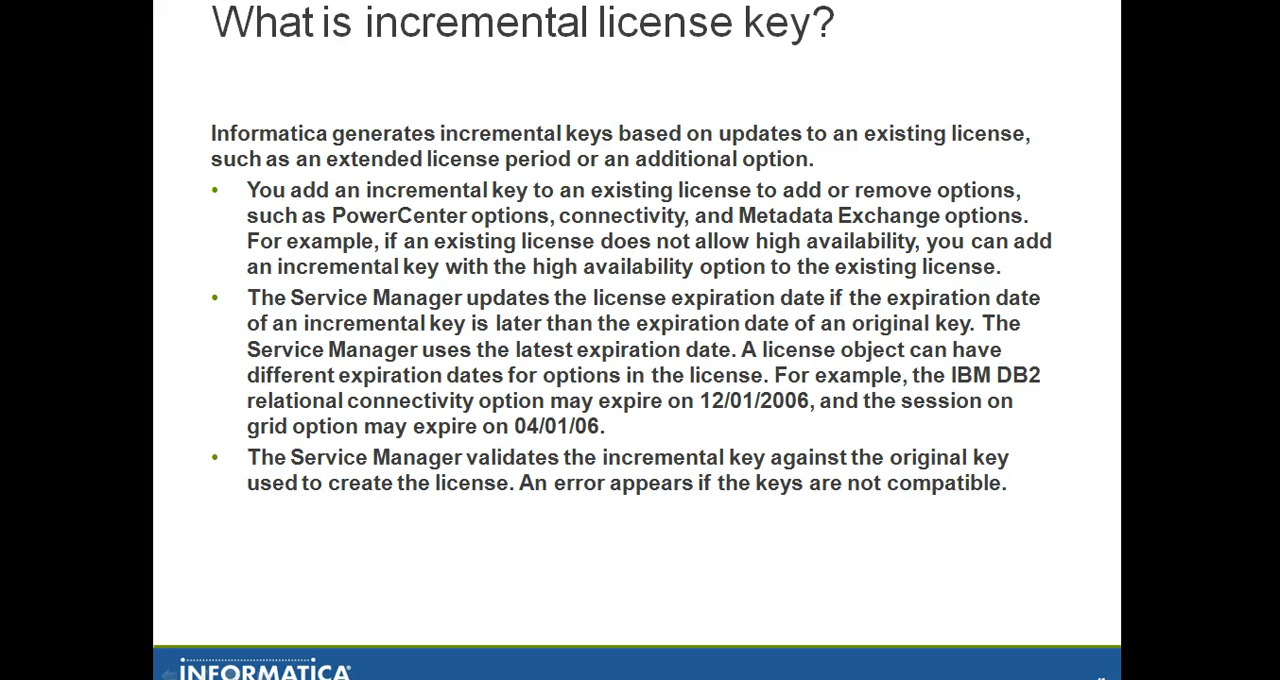 What is incremental license key?
Informatica generates incremental keys based on updates to an existing license,
such as an extended license period or an additional option.
• You add an incremental key to an existing license to add or remove options,
such as PowerCenter options, connectivity, and Metadata Exchange options.
For example, if an existing license does not allow high availability, you can add
an incremental key with the high availability option to the existing license.
• The Service Manager updates the license expiration date if the expiration date
of an incremental key is later than the expiration date of an original key. The
Service Manager uses the latest expiration date. A license object can have
different expiration dates for options in the license. For example, the IBM DB2
relational connectivity option may expire on 12/01/2006, and the session on
grid option may expire on 04/01/06.
• The Service Manager validates the incremental key against the original key
used to create the license. An error appears if the keys are not compatible.
INFORMATICA®